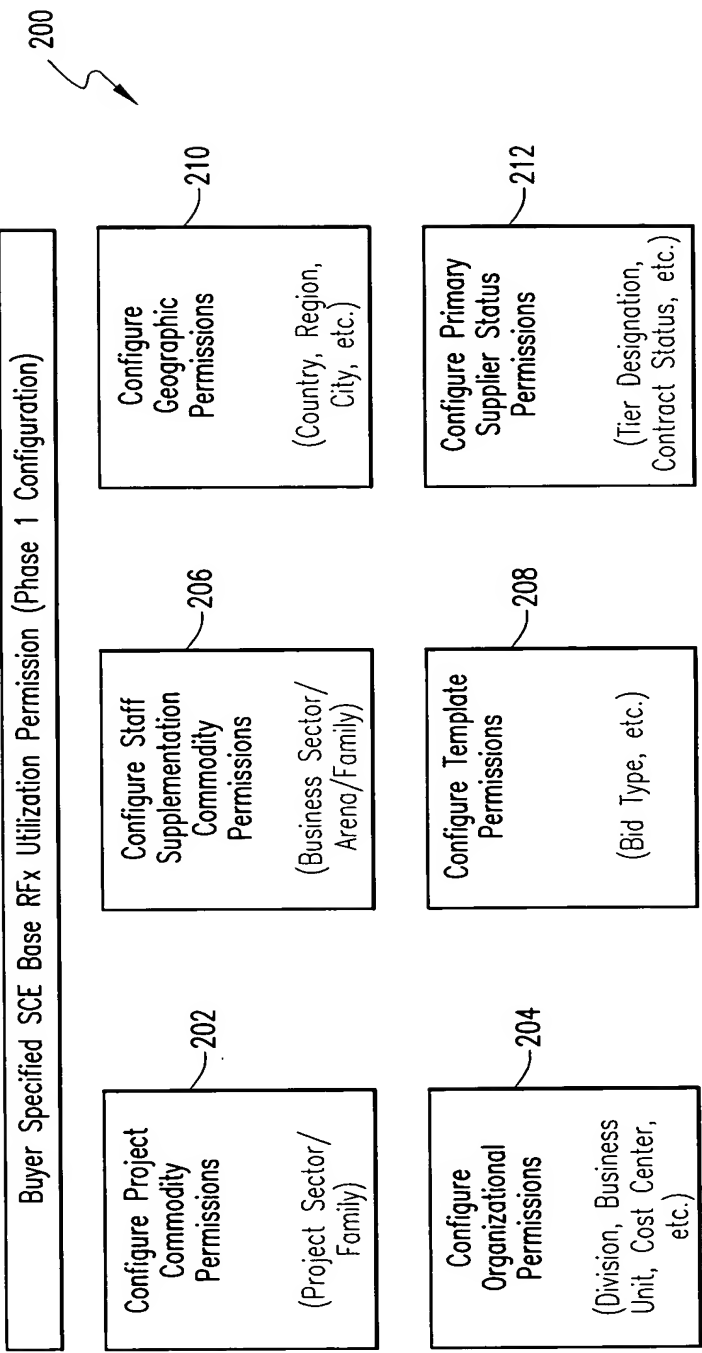 200
Buyer Specified SCE Base RFx Utilization Permission (Phase 1 Configuration)
202
Configure Project
Commodity
Permissions
(Project Sector/
Family)
206
Configure Staff
Supplementation
Commodity
Permissions
(Business Sector/
Arena/Family)
210
Configure
Geographic
Permissions
(Country, Region,
City, etc.)
204
Configure
Organizational
Permissions
(Division, Business
Unit, Cost Center,
etc.)
208
Configure Template
Permissions
(Bid Type, etc.)
212
Configure Primary
Supplier Status
Permissions
(Tier Designation,
Contract Status, etc.)